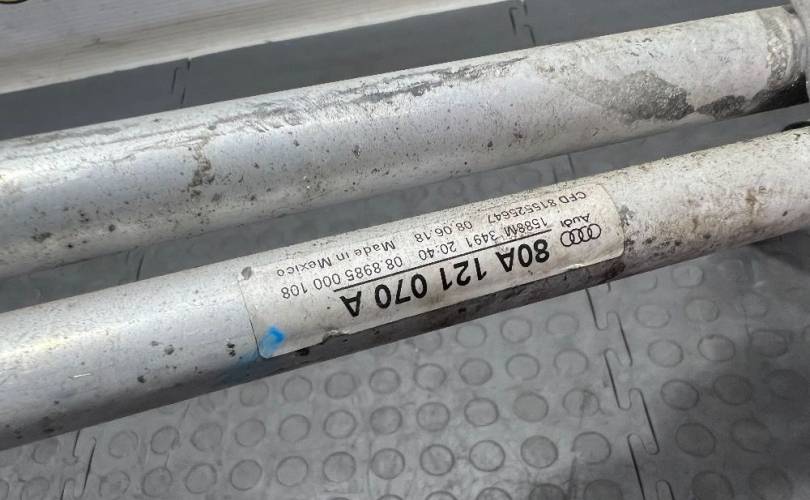 Audi
80A 121 070 A
1588M 3491 20:40 08.8985 000 108
CFD 815525647 08.06.18 Made in Mexico